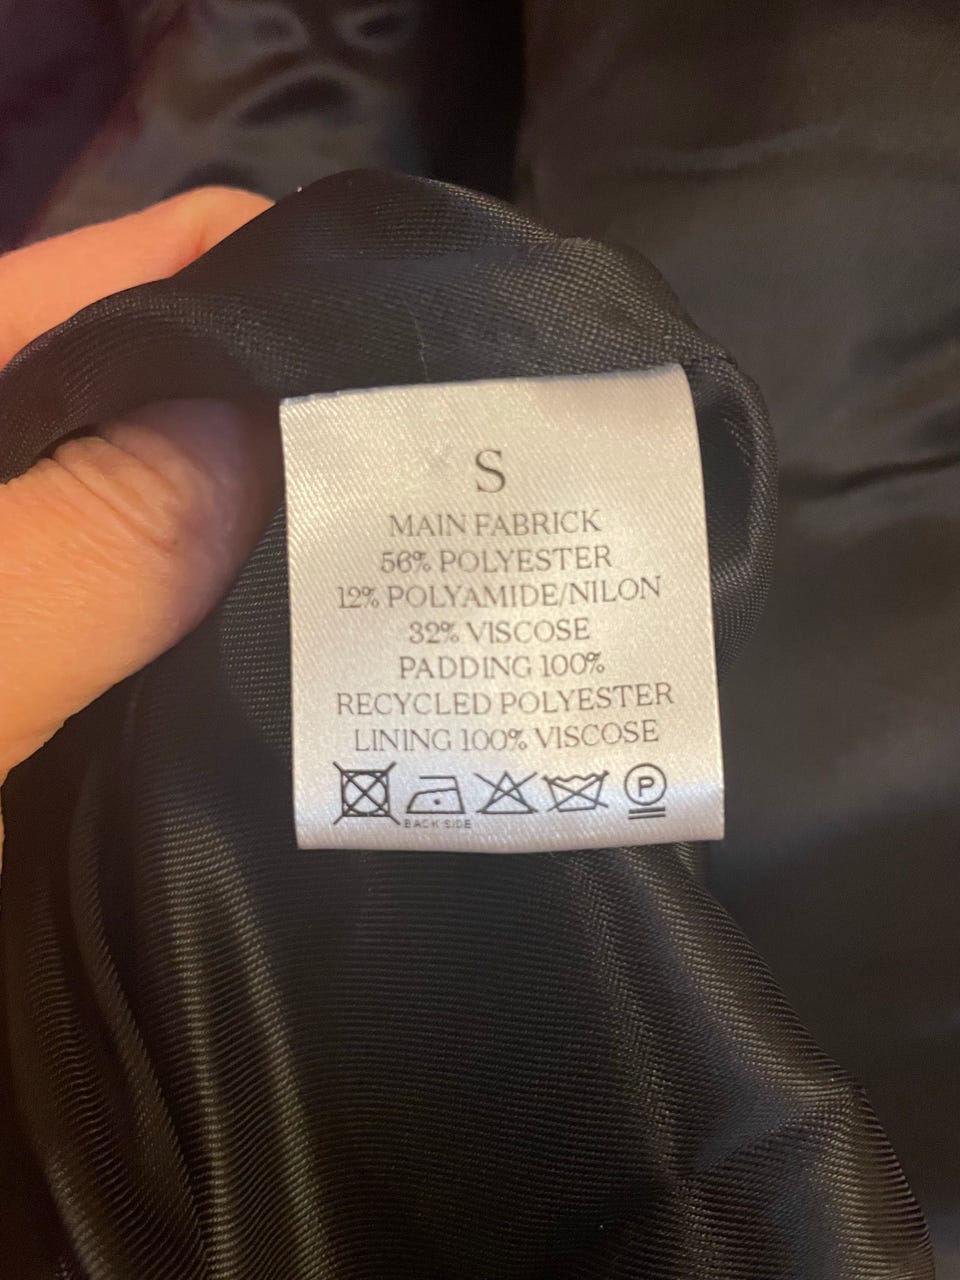 S
MAIN FABRICK
56% POLYESTER
12% POLYAMIDE/NILON
32% VISCOSE
PADDING 100%
RECYCLED POLYESTER
LINING 100% VISCOSE
P
BACK SIDE